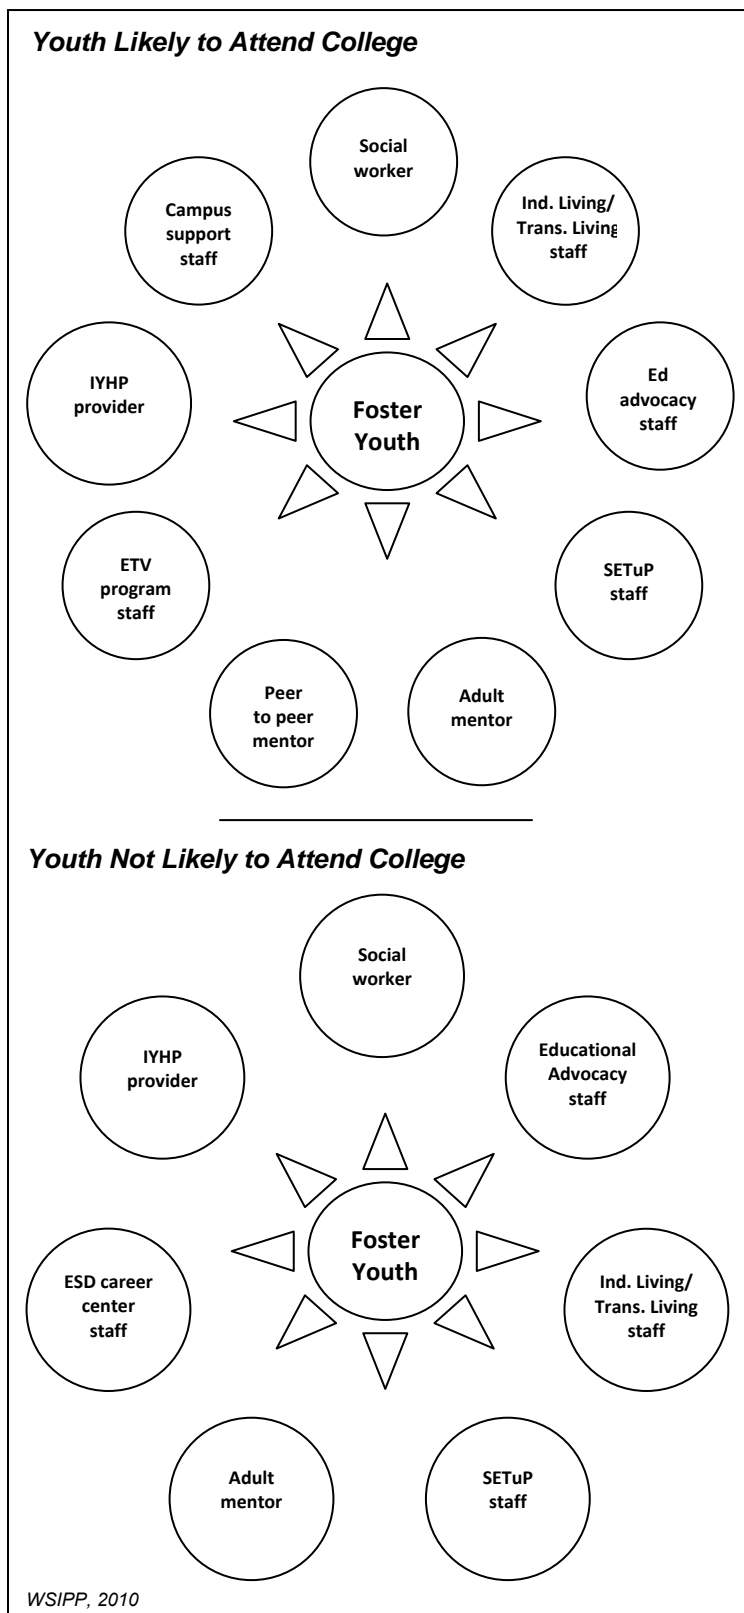 Youth Likely to Attend College
Social
worker
Campus
support
staff
Ind. Living/
Trans. Living
staff
IYHP
provider
Ed
advocacy
staff
Foster
Youth
ETV
program
staff
SETuP
staff
Peer
to peer
mentor
Adult
mentor
Youth Not Likely to Attend College
Social
worker
IYHP
provider
Educational
Advocacy
staff
Foster
Youth
ESD career
center
staff
Ind. Living/
Trans. Living
staff
Adult
mentor
SETuP
staff
WSIPP, 2010